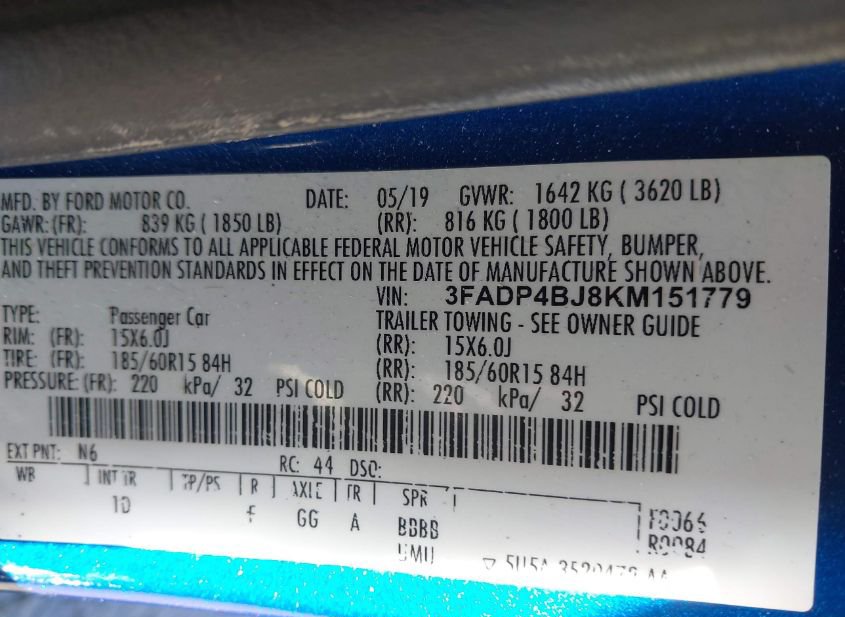 MFD. BY FORD MOTOR CO. DATE: 05/19 GVWR: 1642 KG ( 3620 LB)
GAWR:(FR): 839 KG ( 1850 LB) (RR): 816 KG ( 1800 LB)
THIS VEHICLE CONFORMS TO ALL APPLICABLE FEDERAL MOTOR VEHICLE SAFETY, BUMPER,
AND THEFT PREVENTION STANDARDS IN EFFECT ON THE DATE OF MANUFACTURE SHOWN ABOVE.
VIN: 3FADP4BJ8KM151779
TYPE: Passenger Car TRAILER TOWING - SEE OWNER GUIDE
RIM: (FR): 15X6.0J (RR): 15X6.0J
TIRE: (FR): 185/60R15 84H (RR): 185/60R15 84H
PRESSURE: (FR): 220 kPa/ 32 PSI COLD (RR): 220 kPa/ 32 PSI COLD
EXT PNT: N6 RC: 44 DSO:
WB INT TR TP/PS R AXLE TR SPR
1D GG A